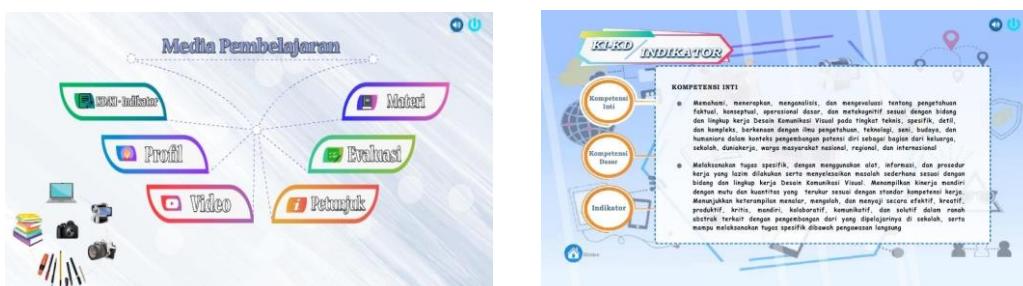 Media Pembelajaran
KD-KI - Indikator
Materi
Profil
Evaluasi
Video
Petunjuk
KI-KD
INDIKATOR
Kompetensi
Inti
Kompetensi
Dasar
Indikator
KOMPETENSI INTI
● Memahami, menerapkan, menganalisis, dan mengevaluasi tentang pengetahuan
faktual, konseptual, operasional dasar, dan metakognitif sesuai dengan bidang
dan lingkup kerja Desain Komunikasi Visual pada tingkat teknis, spesifik, detil,
dan kompleks, berkenaan dengan ilmu pengetahuan, teknologi, seni, budaya, dan
humaniora dalam konteks pengembangan potensi diri sebagai bagian dari keluarga,
sekolah, duniakerja, warga masyarakat nasional, regional, dan internasional
● Melaksanakan tugas spesifik, dengan menggunakan alat, informasi, dan prosedur
kerja yang lazim dilakukan serta menyelesaikan masalah sederhana sesuai dengan
bidang dan lingkup kerja Desain Komunikasi Visual. Menampilkan kinerja mandiri
dengan mutu dan kuantitas yang terukur sesuai dengan standar kompetensi kerja.
Menunjukkan keterampilan menalar, mengolah, dan menyaji secara efektif, kreatif,
produktif, kritis, mandiri, kolaboratif, komunikatif, dan solutif dalam ranah
abstrak terkait dengan pengembangan dari yang dipelajarinya di sekolah, serta
mampu melaksanakan tugas spesifik dibawah pengawasan langsung
Home